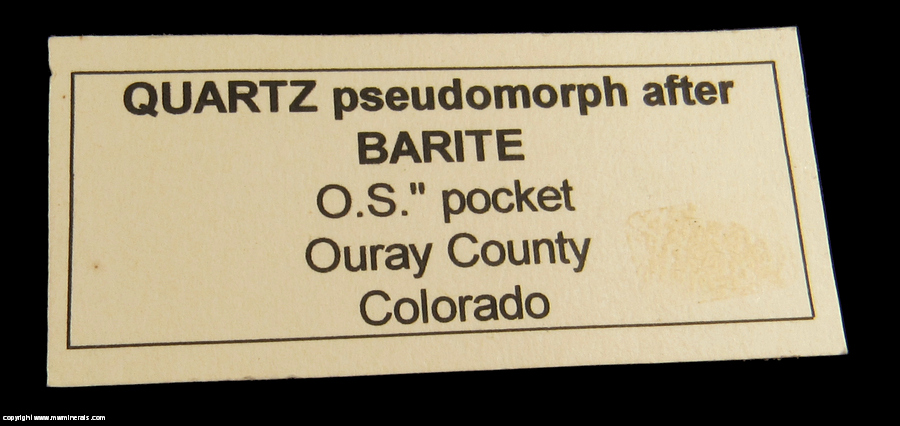 QUARTZ pseudomorph after
BARITE
O.S." pocket
Ouray County
Colorado
copyright www.mwminerals.com